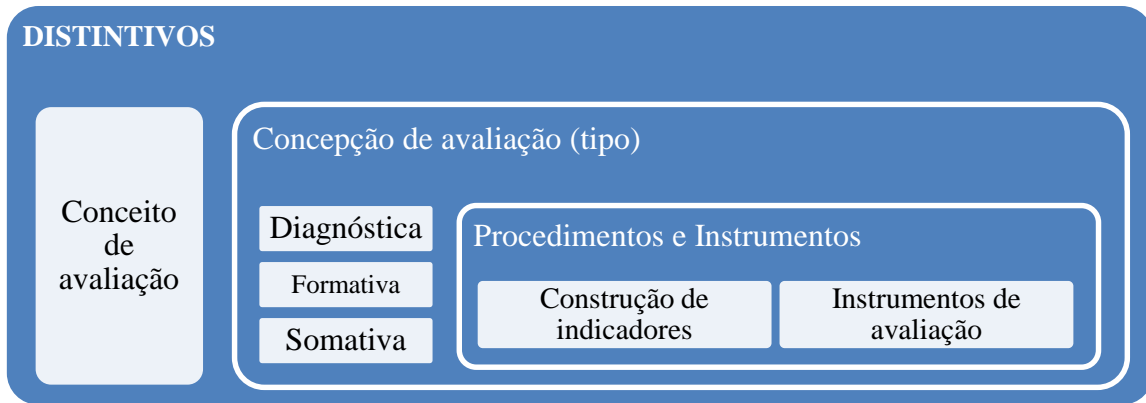 DISTINTIVOS
Conceito
de
avaliação
Concepção de avaliação (tipo)
Diagnóstica
Formativa
Somativa
Procedimentos e Instrumentos
Construção de
indicadores
Instrumentos de
avaliação